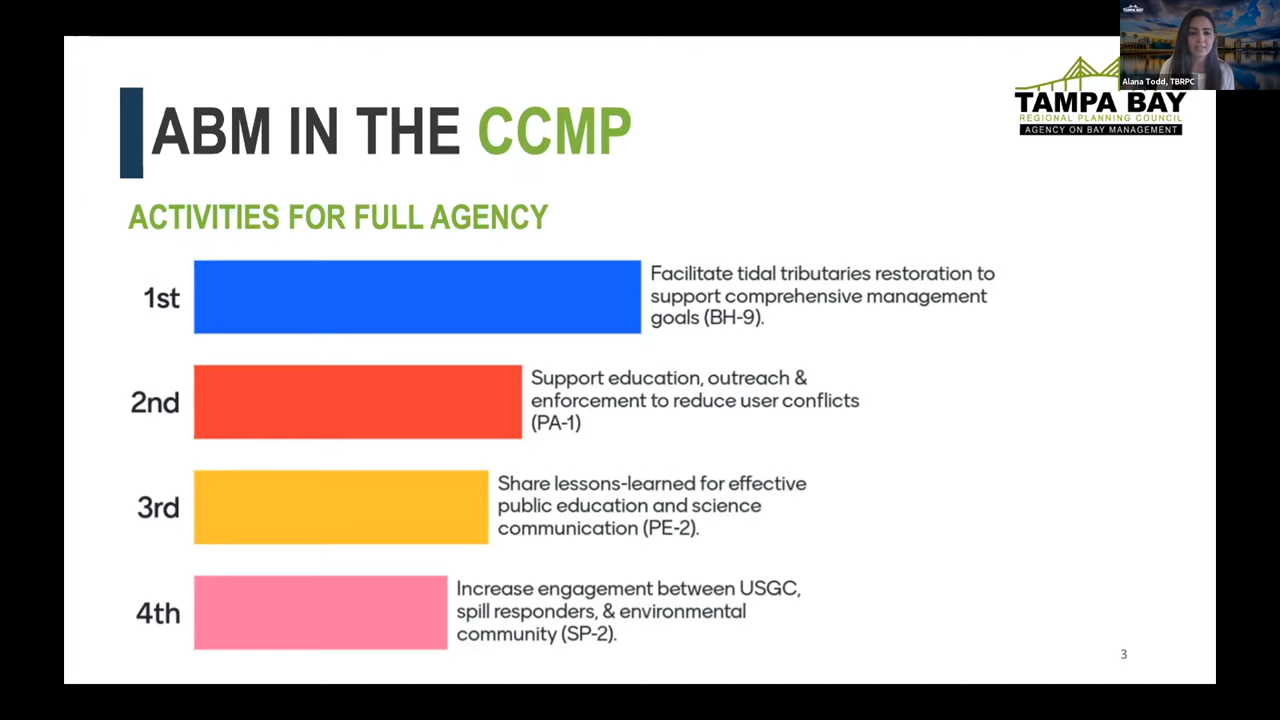 TAMPA BAY
Alana Todd, TBRPC
TAMPA BAY
REGIONAL PLANNING COUNCIL
AGENCY ON BAY MANAGEMENT
ABM IN THE CCMP
ACTIVITIES FOR FULL AGENCY
1st
Facilitate tidal tributaries restoration to
support comprehensive management
goals (BH-9).
2nd
Support education, outreach &
enforcement to reduce user conflicts
(PA-1)
3rd
Share lessons-learned for effective
public education and science
communication (PE-2).
4th
Increase engagement between USGC,
spill responders, & environmental
community (SP-2).
3